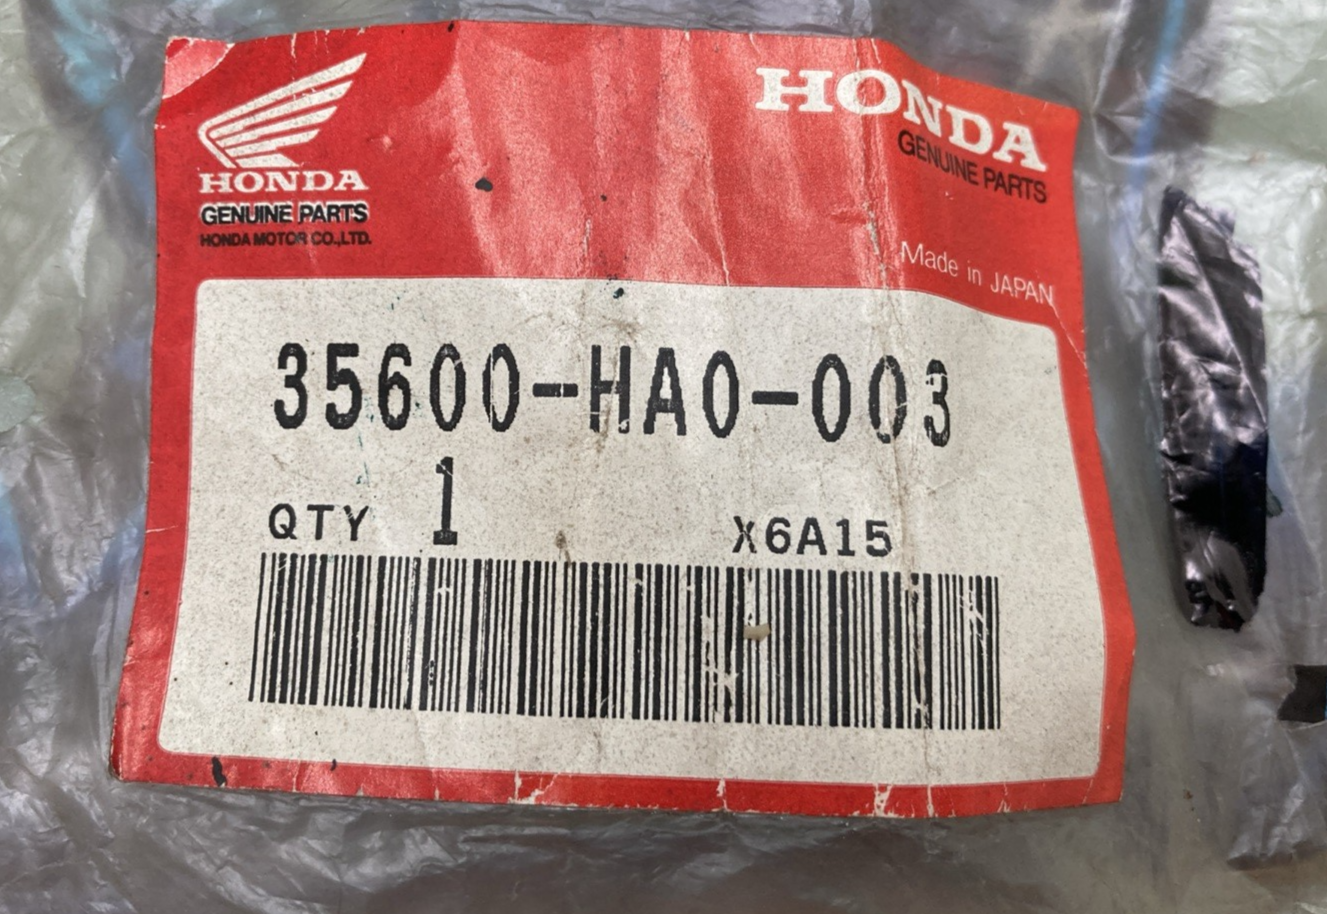 HONDA
GENUINE PARTS
HONDA MOTOR CO.,LTD.
HONDA
GENUINE PARTS
Made in JAPAN
35600-HA0-003
QTY 1 X6A15